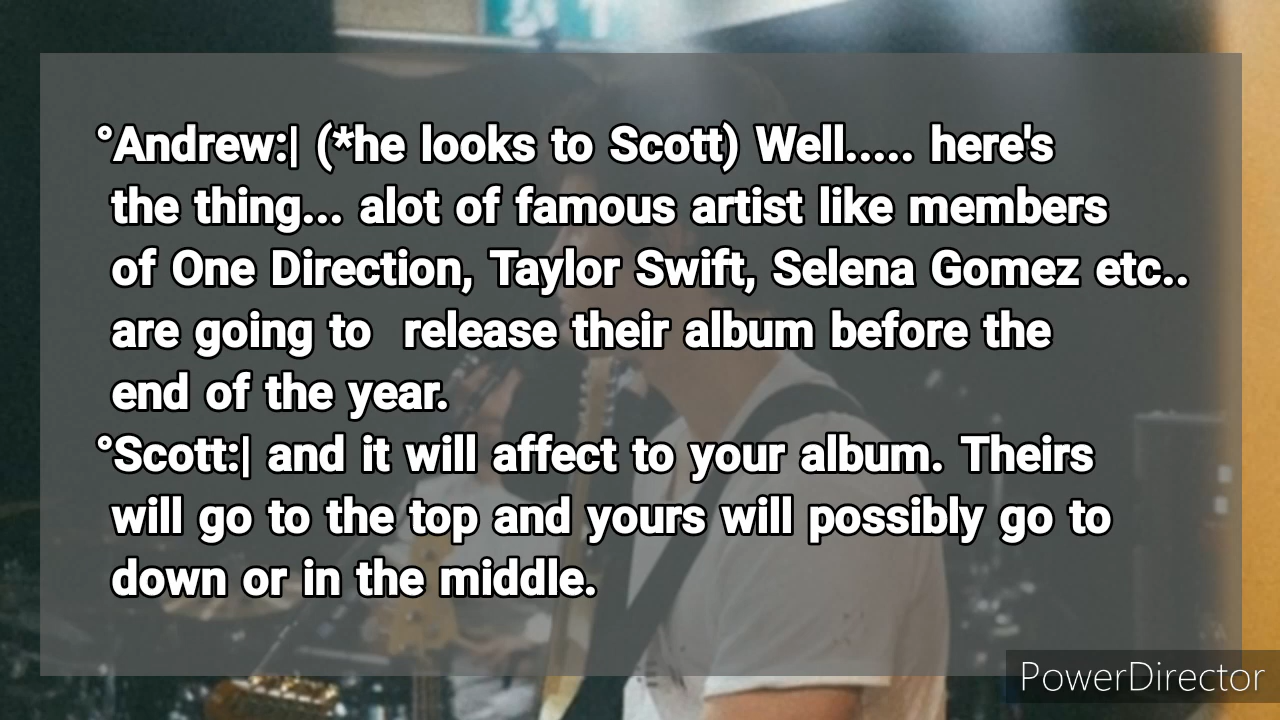 °Andrew:| (*he looks to Scott) Well..... here's
the thing... alot of famous artist like members
of One Direction, Taylor Swift, Selena Gomez etc..
are going to  release their album before the
end of the year.
°Scott:| and it will affect to your album. Theirs
will go to the top and yours will possibly go to
down or in the middle.
PowerDirector